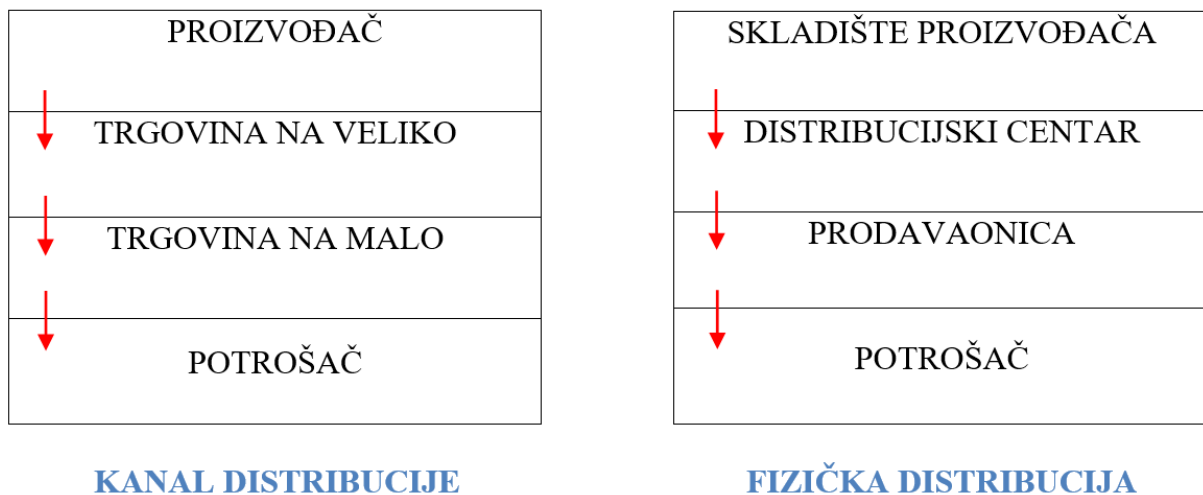 PROIZVOĐAČ
TRGOVINA NA VELIKO
TRGOVINA NA MALO
POTROŠAČ
KANAL DISTRIBUCIJE
SKLADIŠTE PROIZVOĐAČA
DISTRIBUCIJSKI CENTAR
PRODAVAONICA
POTROŠAČ
FIZIČKA DISTRIBUCIJA